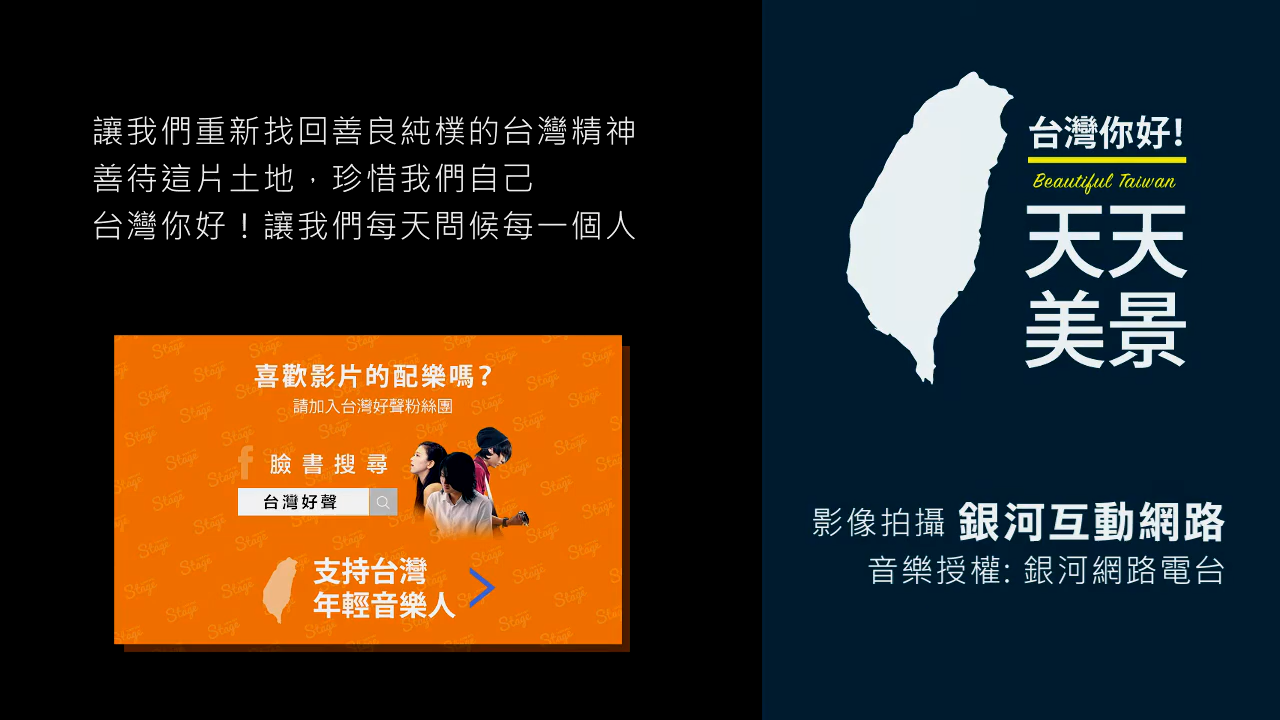 讓我們重新找回善良純樸的台灣精神
善待這片土地，珍惜我們自己
台灣你好！讓我們每天問候每一個人
喜歡影片的配樂嗎？
請加入台灣好聲粉絲團
f 臉書搜尋
台灣好聲
支持台灣
年輕音樂人
台灣你好!
Beautiful Taiwan
天天
美景
影像拍攝 銀河互動網路
音樂授權: 銀河網路電台